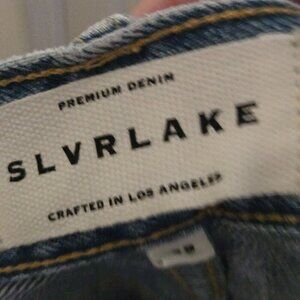 PREMIUM DENIM
SLVRLAKE
CRAFTED IN LOS ANGELES